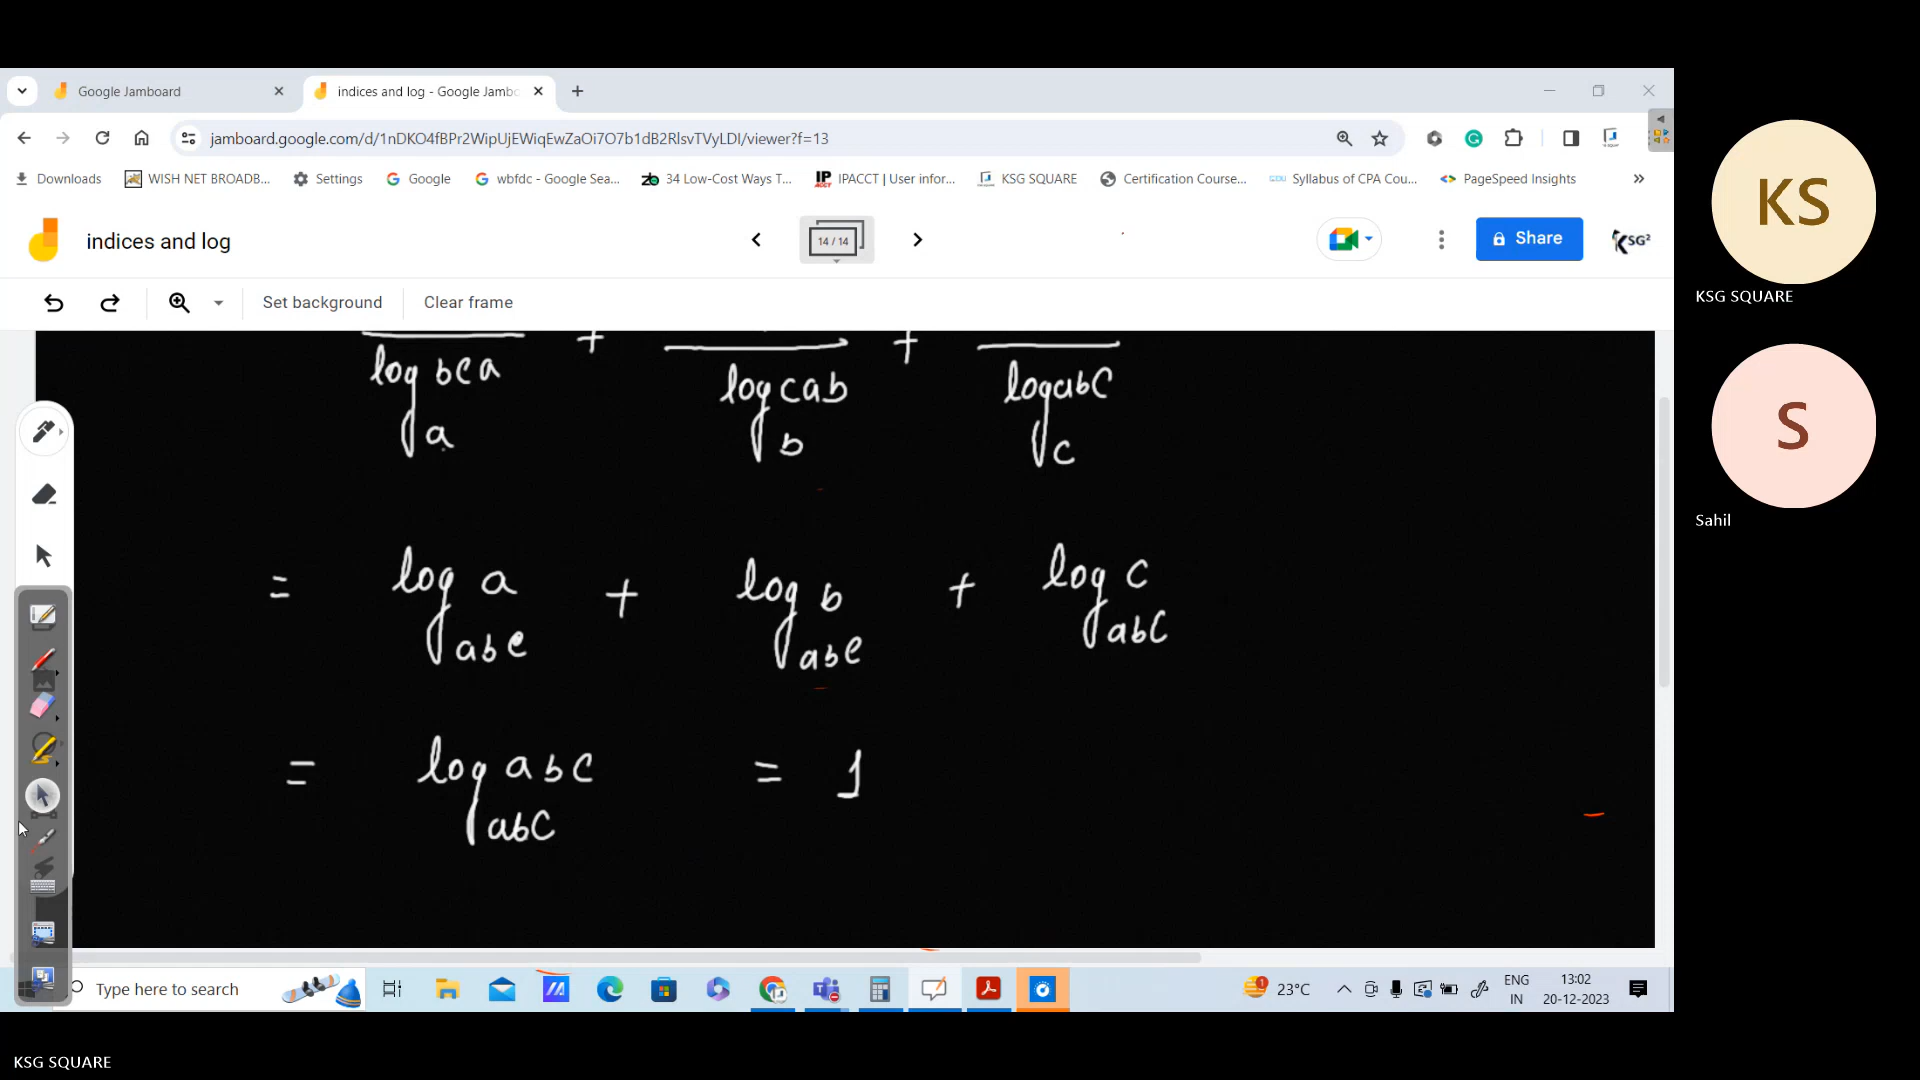 Google Jamboard
indices and log - Google Jambo
jamboard.google.com/d/1nDKO4fBPr2WipUjEWiqEwZaOi7O7b1dB2RlsvTVyLDI/viewer?f=13
Downloads WISH NET BROADB... Settings Google wbfdc - Google Sea... 34 Low-Cost Ways T... IPACCT | User infor... KSG SQUARE Certification Course... Syllabus of CPA Cou... PageSpeed Insights
indices and log
14 / 14
Share
KSG²
Set background Clear frame
+ +
log bca log cab log abc
a b c
= log a + log b + log c
abc abc abc
= log abc = 1
abc
Type here to search
23°C
ENG
IN
13:02
20-12-2023
KS
KSG SQUARE
S
Sahil
KSG SQUARE